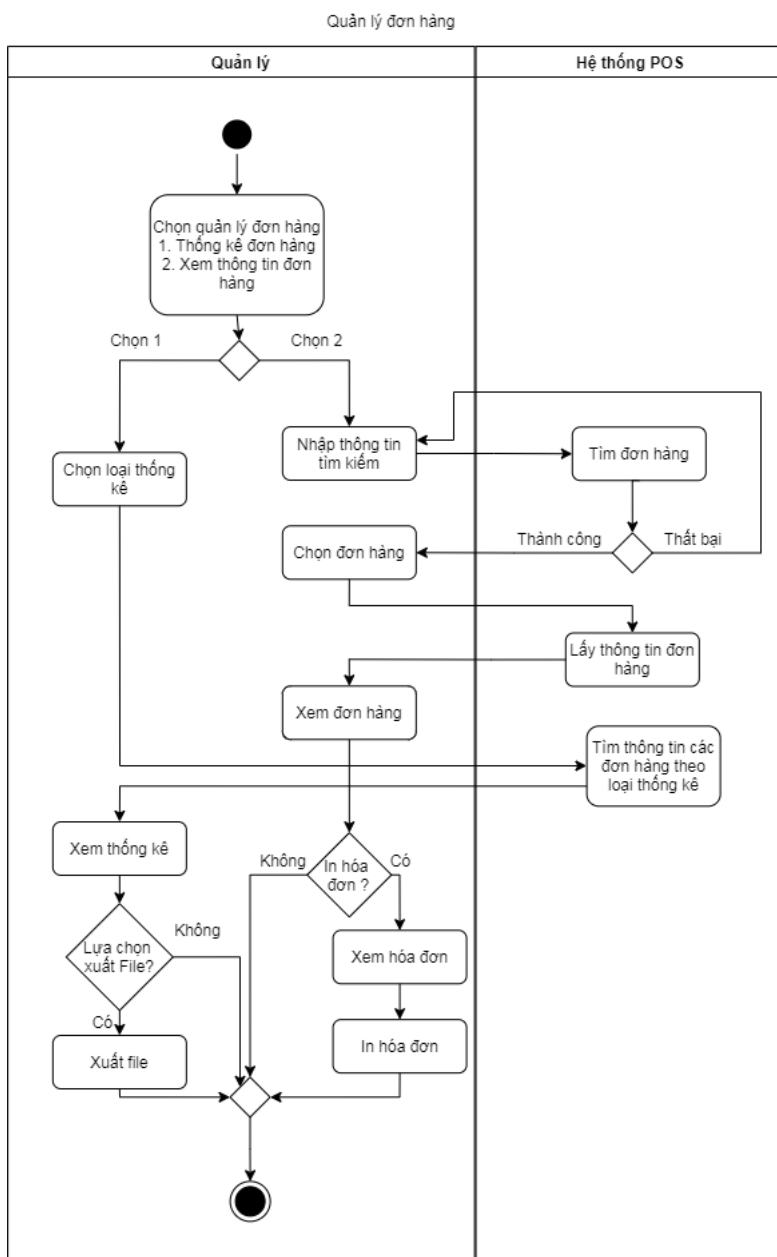 Quản lý đơn hàng
Quản lý
Hệ thống POS
Chọn quản lý đơn hàng
1. Thống kê đơn hàng
2. Xem thông tin đơn
hàng
Chọn 1
Chọn 2
Nhập thông tin
tìm kiếm
Tìm đơn hàng
Chọn loại thống
kê
Thành công
Thất bại
Chọn đơn hàng
Lấy thông tin đơn
hàng
Xem đơn hàng
Tìm thông tin các
đơn hàng theo
loại thống kê
Xem thống kê
Không
In hóa
đơn ?
Có
Lựa chọn
xuất File?
Không
Xem hóa đơn
Có
Xuất file
In hóa đơn